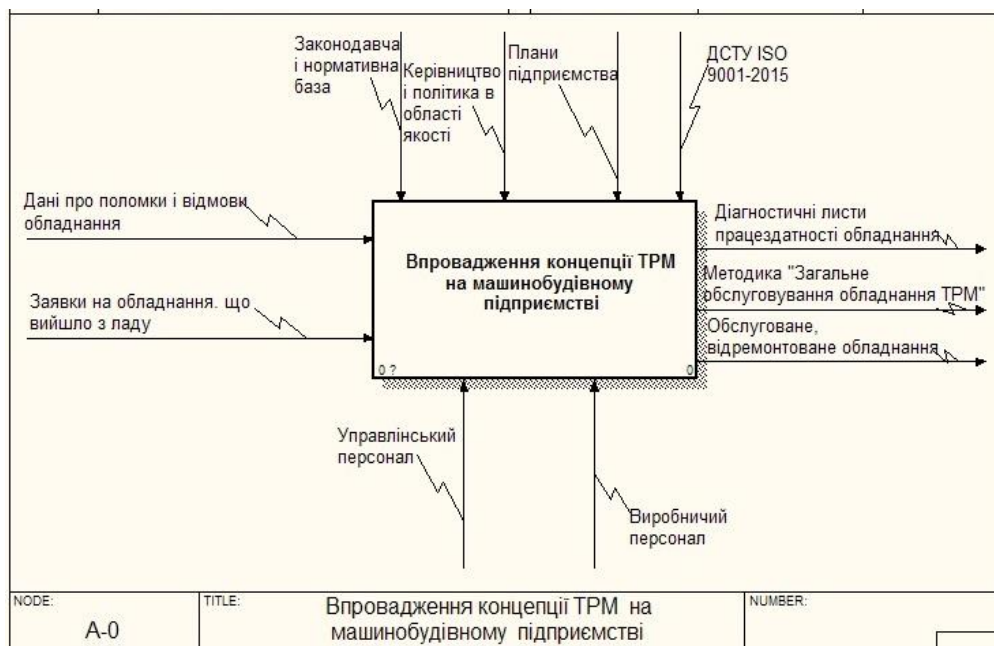 Законодавча
і нормативна
база
Керівництво
і політика в
області
якості
Плани
підприємства
ДСТУ ISO
9001-2015
Дані про поломки і відмови
обладнання
Заявки на обладнання. що
вийшло з ладу
Впровадження концепції ТРМ
на машинобудівному
підприємстві
0 ?
0
Діагностичні листи
працездатності обладнання
Методика "Загальне
обслуговування обладнання ТРМ"
Обслуговане,
відремонтоване обладнання
Управлінський
персонал
Виробничий
персонал
NODE:
A-0
TITLE:
Впровадження концепції ТРМ на
машинобудівному підприємстві
NUMBER: